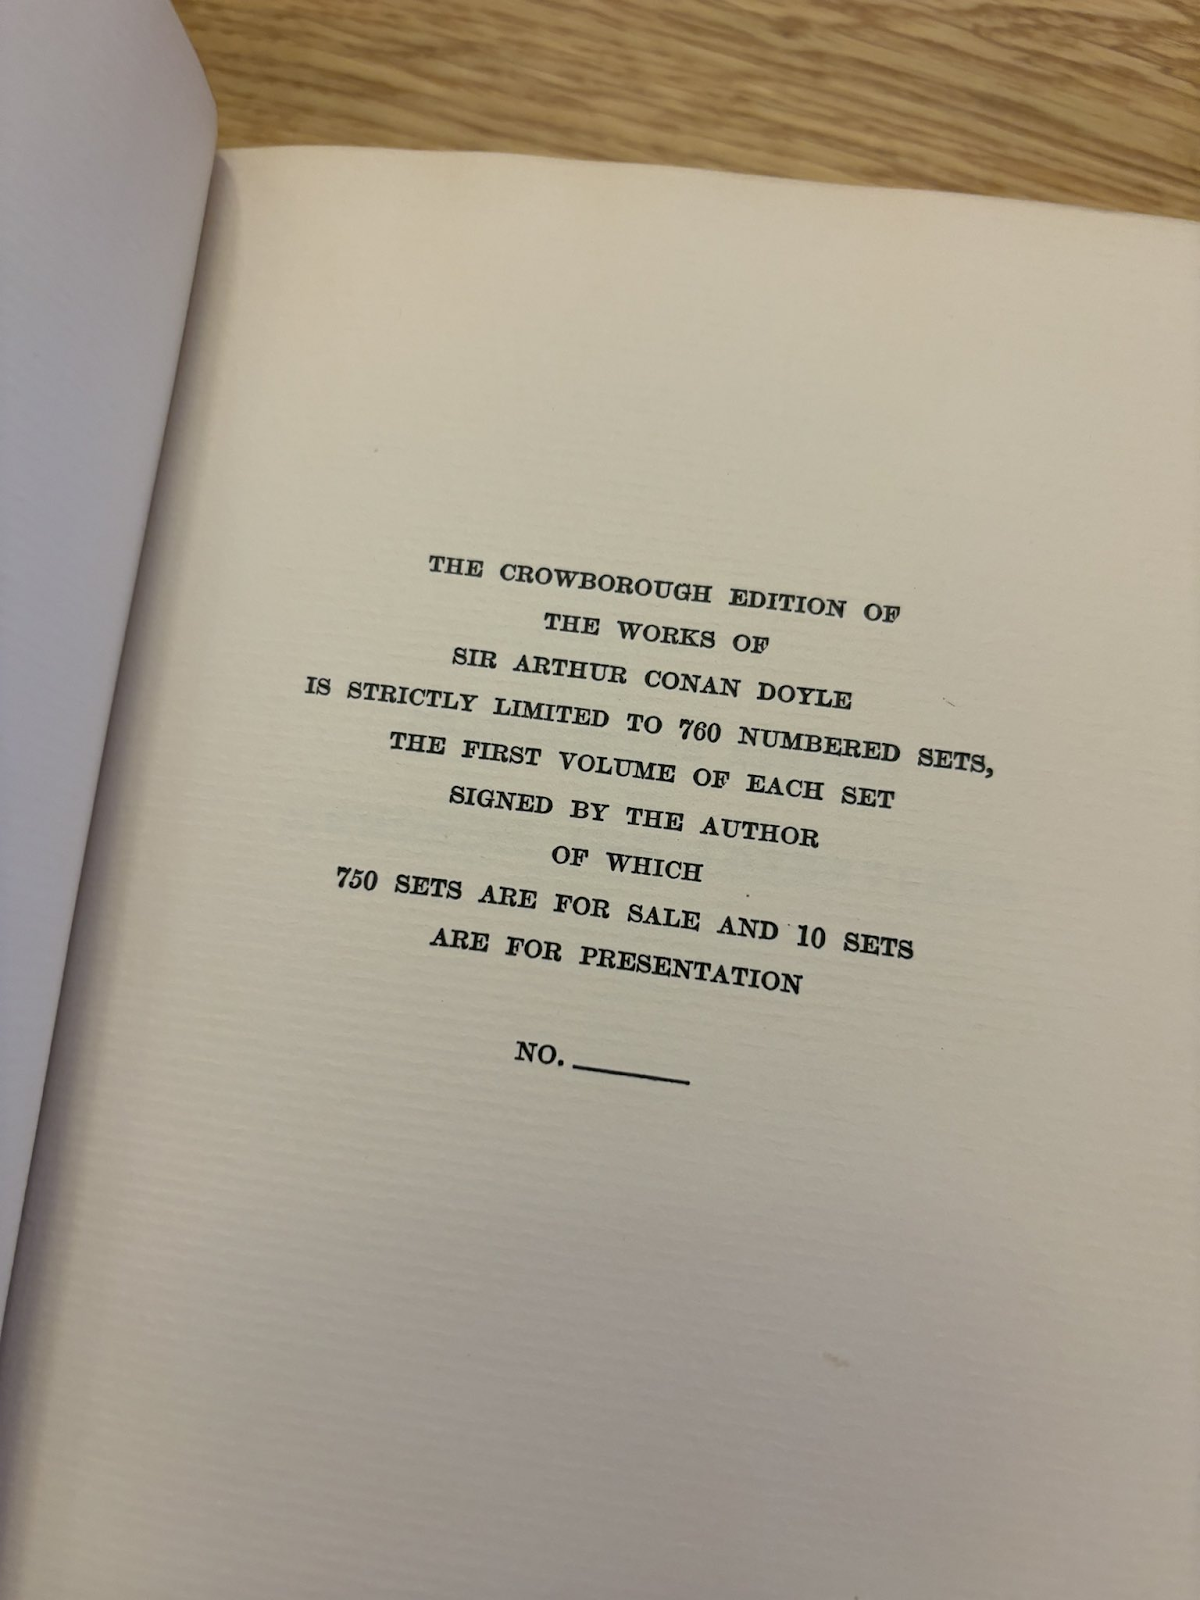 THE CROWBOROUGH EDITION OF
THE WORKS OF
SIR ARTHUR CONAN DOYLE
IS STRICTLY LIMITED TO 760 NUMBERED SETS,
THE FIRST VOLUME OF EACH SET
SIGNED BY THE AUTHOR
OF WHICH
750 SETS ARE FOR SALE AND 10 SETS
ARE FOR PRESENTATION
NO. ______